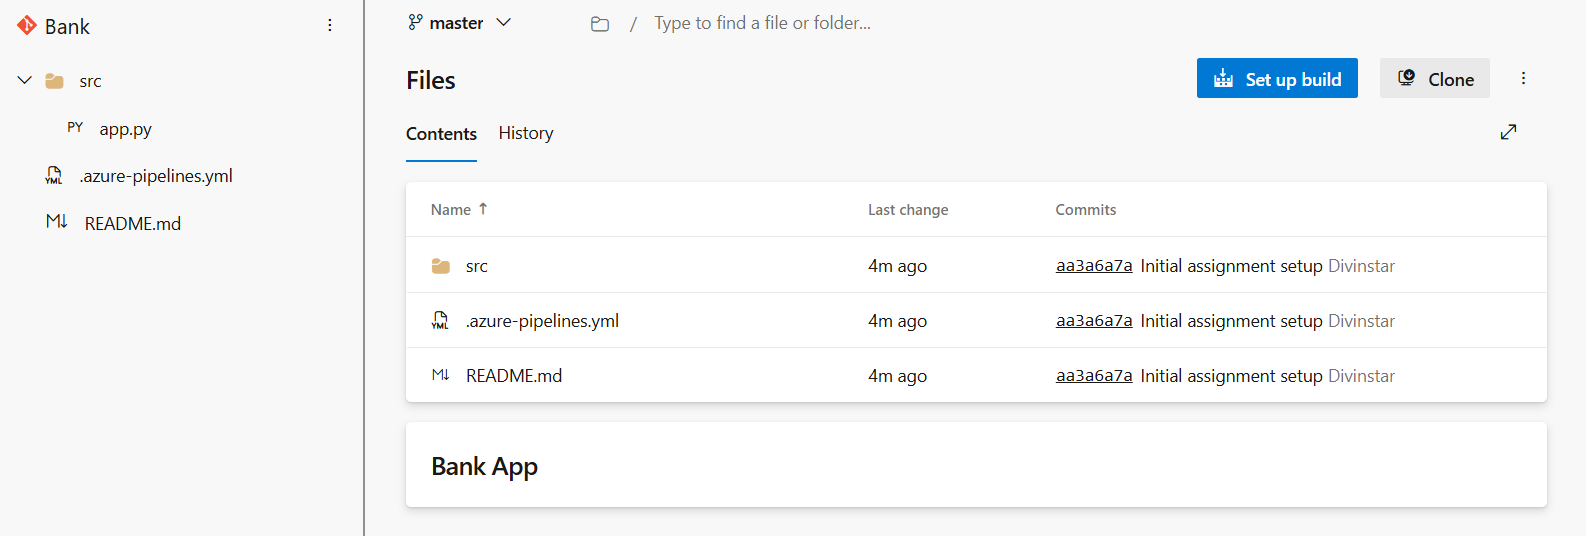 Bank
src
PY app.py
YML .azure-pipelines.yml
M↓ README.md
master
/ Type to find a file or folder...
Files
Set up build
Clone
Contents History
Name ↑ Last change Commits
src 4m ago aa3a6a7a Initial assignment setup Divinstar
YML .azure-pipelines.yml 4m ago aa3a6a7a Initial assignment setup Divinstar
M↓ README.md 4m ago aa3a6a7a Initial assignment setup Divinstar
Bank App